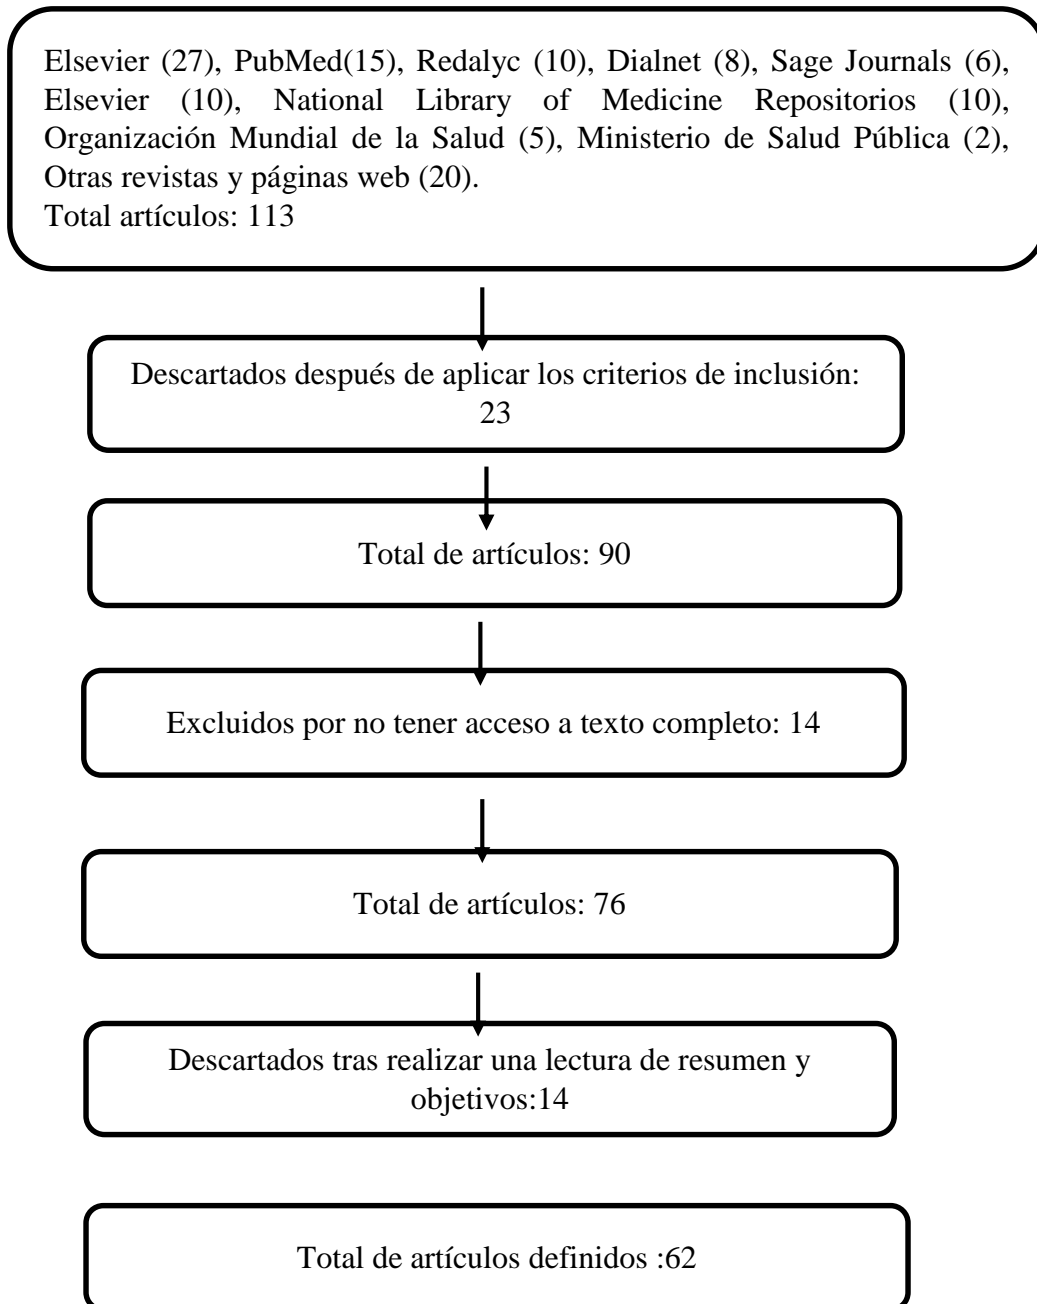 Elsevier (27), PubMed(15), Redalyc (10), Dialnet (8), Sage Journals (6),
Elsevier (10), National Library of Medicine Repositorios (10),
Organización Mundial de la Salud (5), Ministerio de Salud Pública (2),
Otras revistas y páginas web (20).
Total artículos: 113
Descartados después de aplicar los criterios de inclusión:
23
Total de artículos: 90
Excluidos por no tener acceso a texto completo: 14
Total de artículos: 76
Descartados tras realizar una lectura de resumen y
objetivos:14
Total de artículos definidos :62